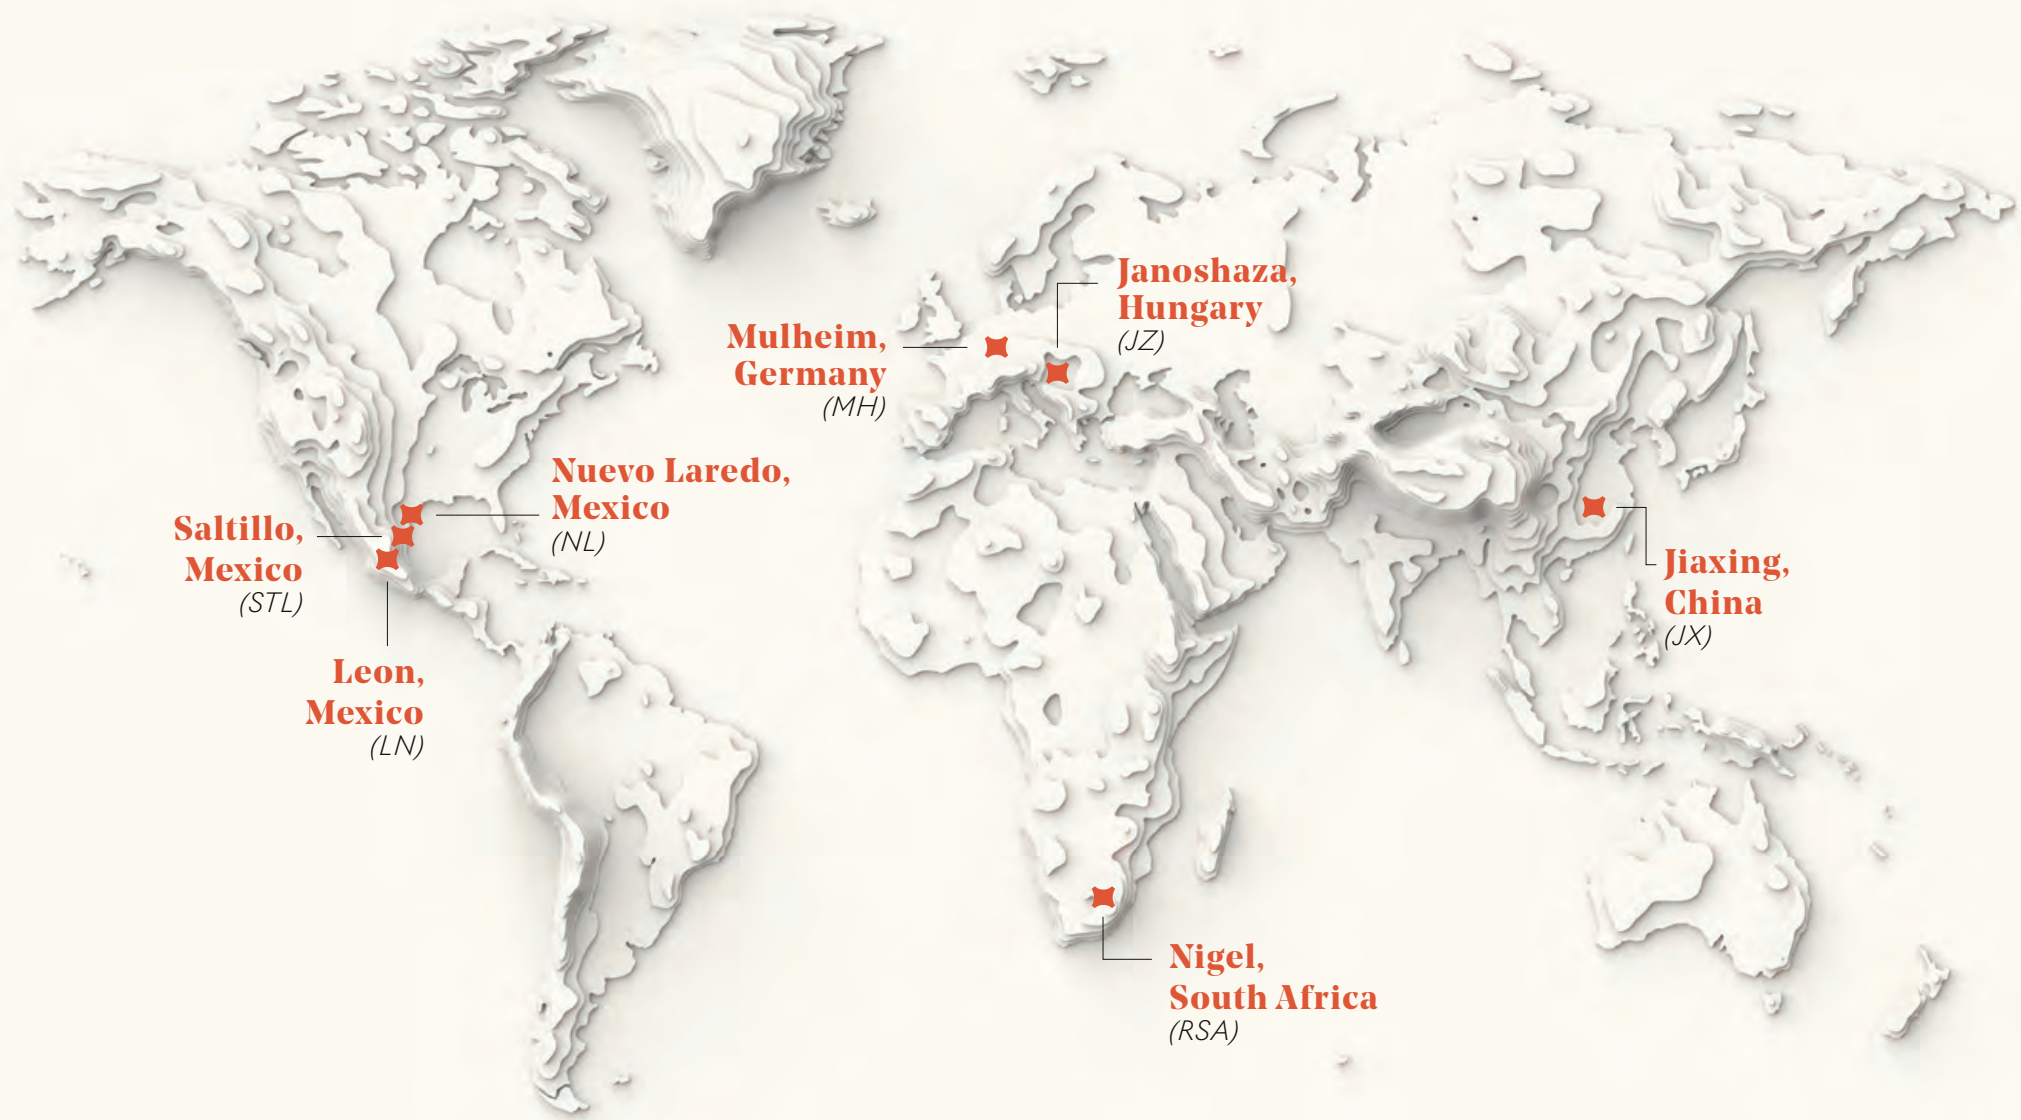 Janoshaza,
Hungary
(JZ)
Mulheim,
Germany
(MH)
Nuevo Laredo,
Mexico
(NL)
Saltillo,
Mexico
(STL)
Leon,
Mexico
(LN)
Jiaxing,
China
(JX)
Nigel,
South Africa
(RSA)